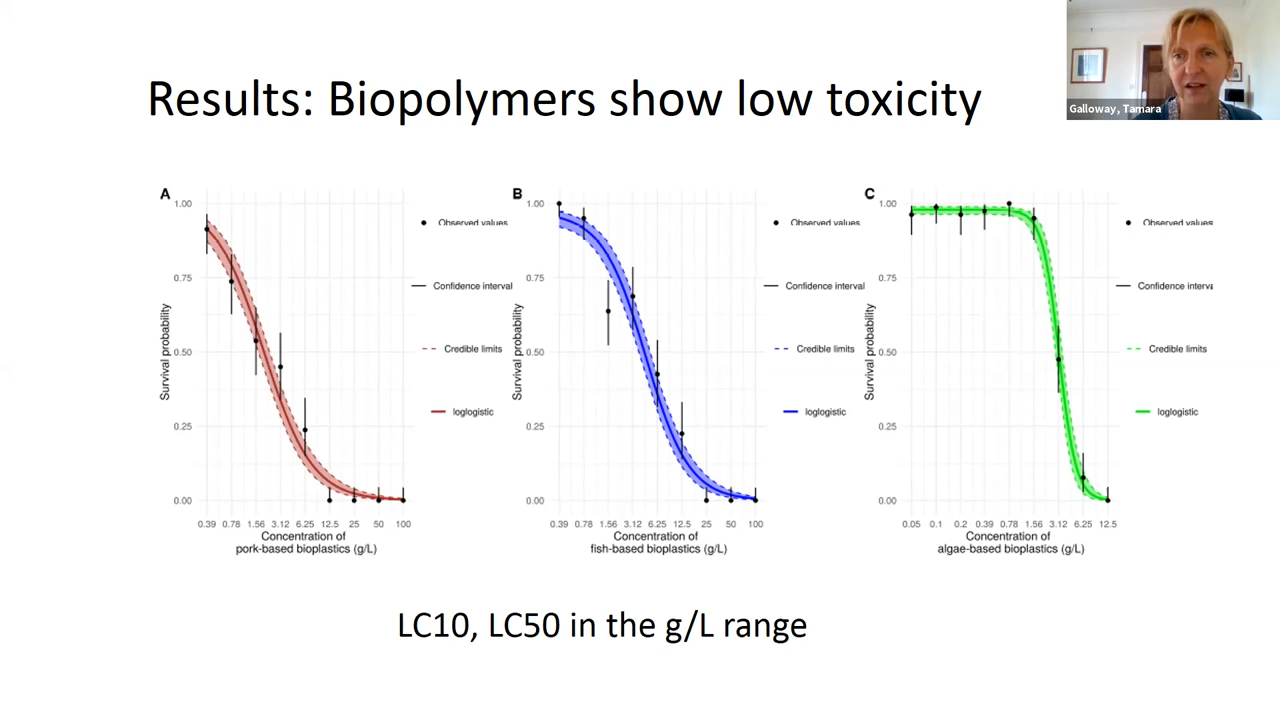 Galloway, Tamara
Results: Biopolymers show low toxicity
A
1.00
0.75
0.50
0.25
0.00
Survival probability
0.39 0.78 1.56 3.12 6.25 12.5 25 50 100
Concentration of
pork-based bioplastics (g/L)
Observed values
Confidence interval
Credible limits
loglogistic
B
1.00
0.75
0.50
0.25
0.00
Survival probability
0.39 0.78 1.56 3.12 6.25 12.5 25 50 100
Concentration of
fish-based bioplastics (g/L)
Observed values
Confidence interval
Credible limits
loglogistic
C
1.00
0.75
0.50
0.25
0.00
Survival probability
0.05 0.1 0.2 0.39 0.78 1.56 3.12 6.25 12.5
Concentration of
algae-based bioplastics (g/L)
Observed values
Confidence interva
Credible limits
loglogistic
LC10, LC50 in the g/L range